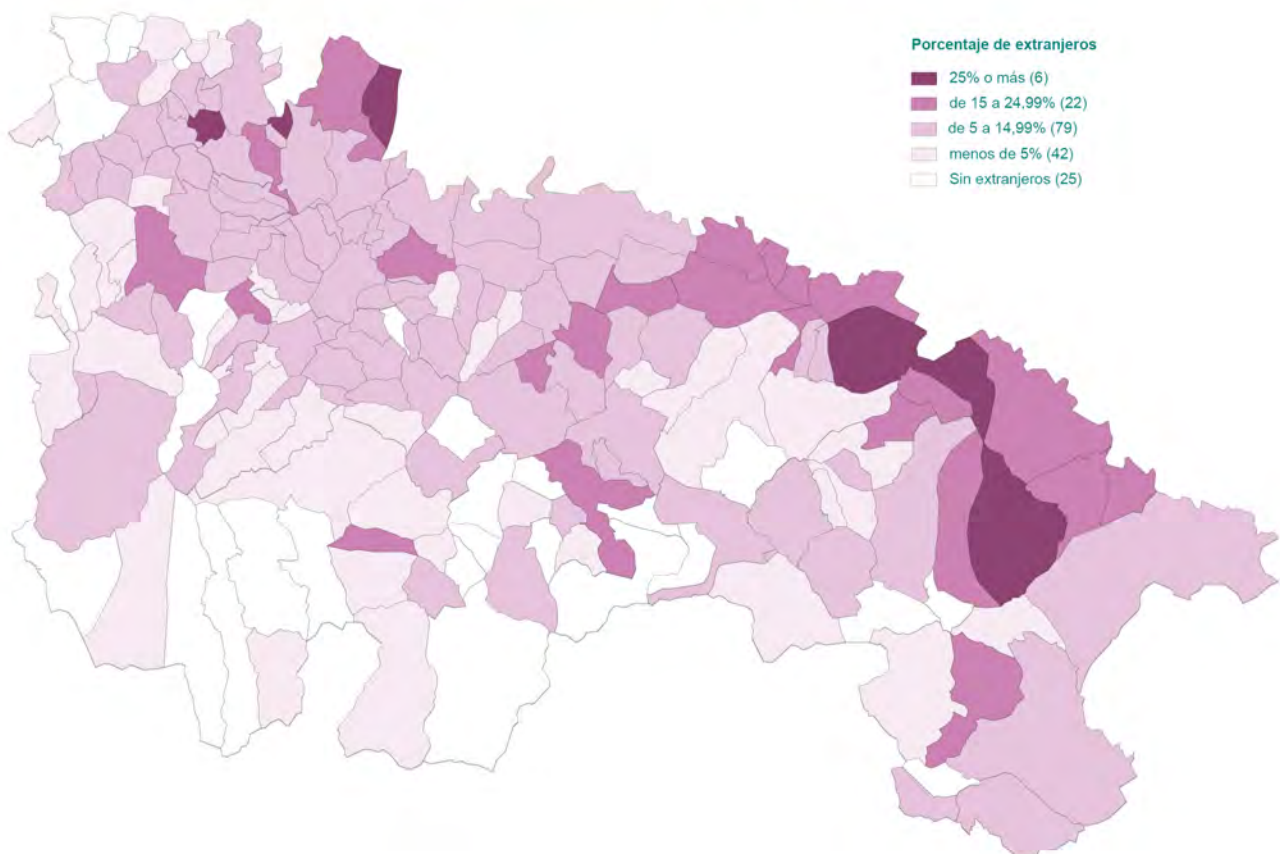 Porcentaje de extranjeros
25% o más (6)
de 15 a 24,99% (22)
de 5 a 14,99% (79)
menos de 5% (42)
Sin extranjeros (25)